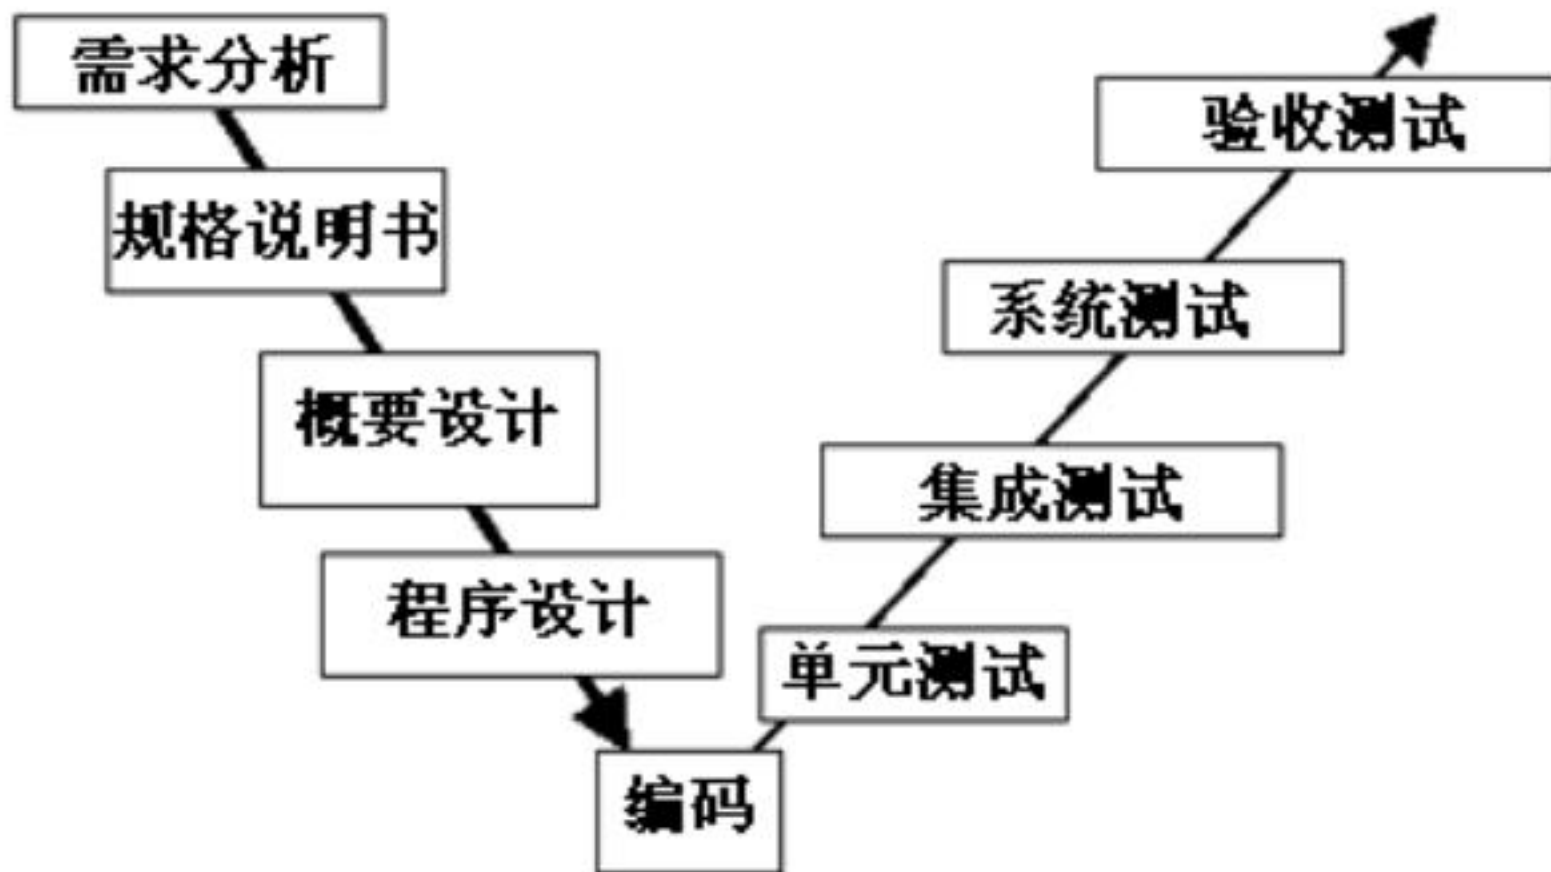 需求分析
规格说明书
概要设计
程序设计
编码
单元测试
集成测试
系统测试
验收测试